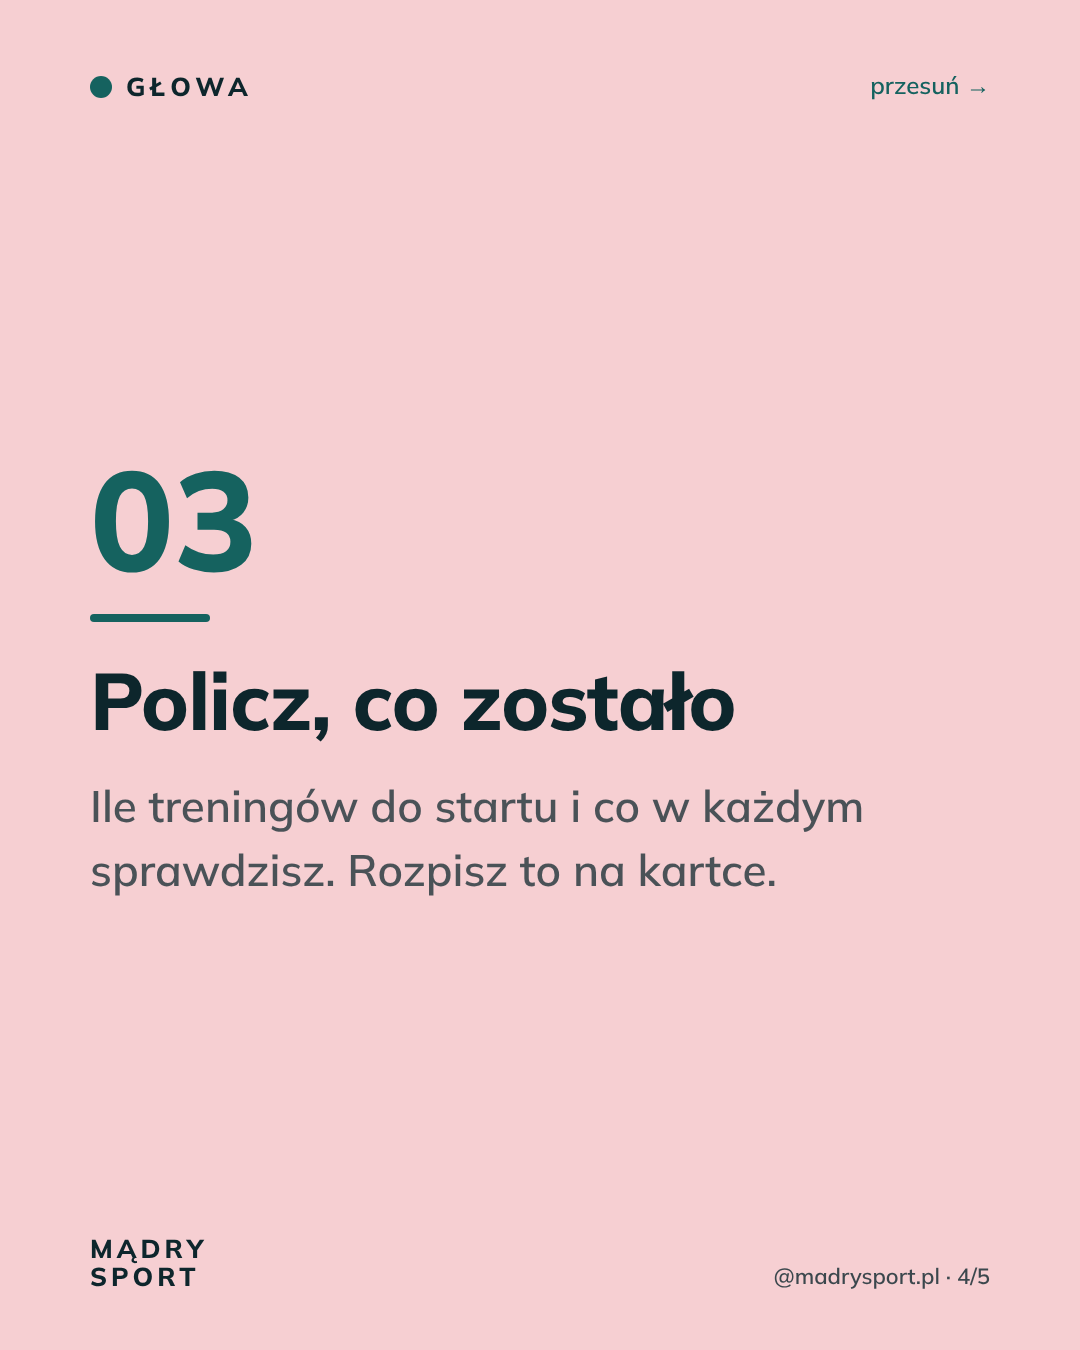 GŁOWA
przesuń →
03
Policz, co zostało
Ile treningów do startu i co w każdym
sprawdzisz. Rozpisz to na kartce.
MĄDRY
SPORT
@madrysport.pl · 4/5